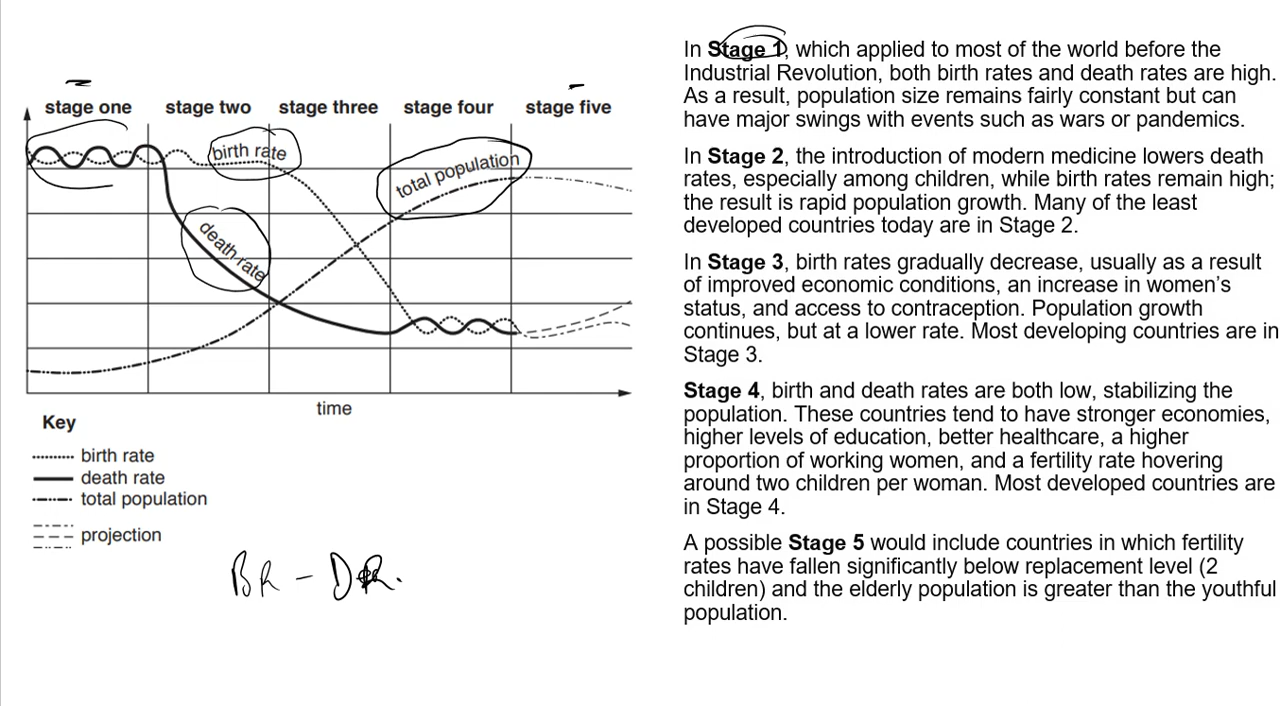 stage one stage two stage three stage four stage five
birth rate
total population
death rate
time
Key
birth rate
death rate
total population
projection
BR - DR.
In Stage 1, which applied to most of the world before the
Industrial Revolution, both birth rates and death rates are high.
As a result, population size remains fairly constant but can
have major swings with events such as wars or pandemics.
In Stage 2, the introduction of modern medicine lowers death
rates, especially among children, while birth rates remain high;
the result is rapid population growth. Many of the least
developed countries today are in Stage 2.
In Stage 3, birth rates gradually decrease, usually as a result
of improved economic conditions, an increase in women's
status, and access to contraception. Population growth
continues, but at a lower rate. Most developing countries are in
Stage 3.
Stage 4, birth and death rates are both low, stabilizing the
population. These countries tend to have stronger economies,
higher levels of education, better healthcare, a higher
proportion of working women, and a fertility rate hovering
around two children per woman. Most developed countries are
in Stage 4.
A possible Stage 5 would include countries in which fertility
rates have fallen significantly below replacement level (2
children) and the elderly population is greater than the youthful
population.